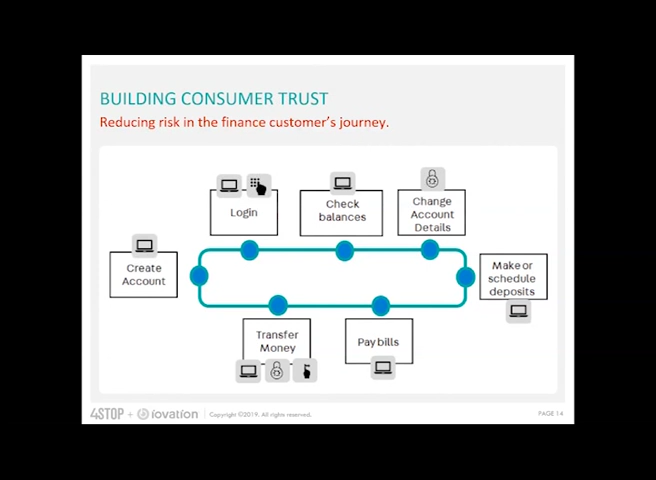 BUILDING CONSUMER TRUST
Reducing risk in the finance customer's journey.
Login
Check
balances
Change
Account
Details
Create
Account
Make or
schedule
deposits
Transfer
Money
Pay bills
4STOP + iovation
Copyright ©2019. All rights reserved.
PAGE 14